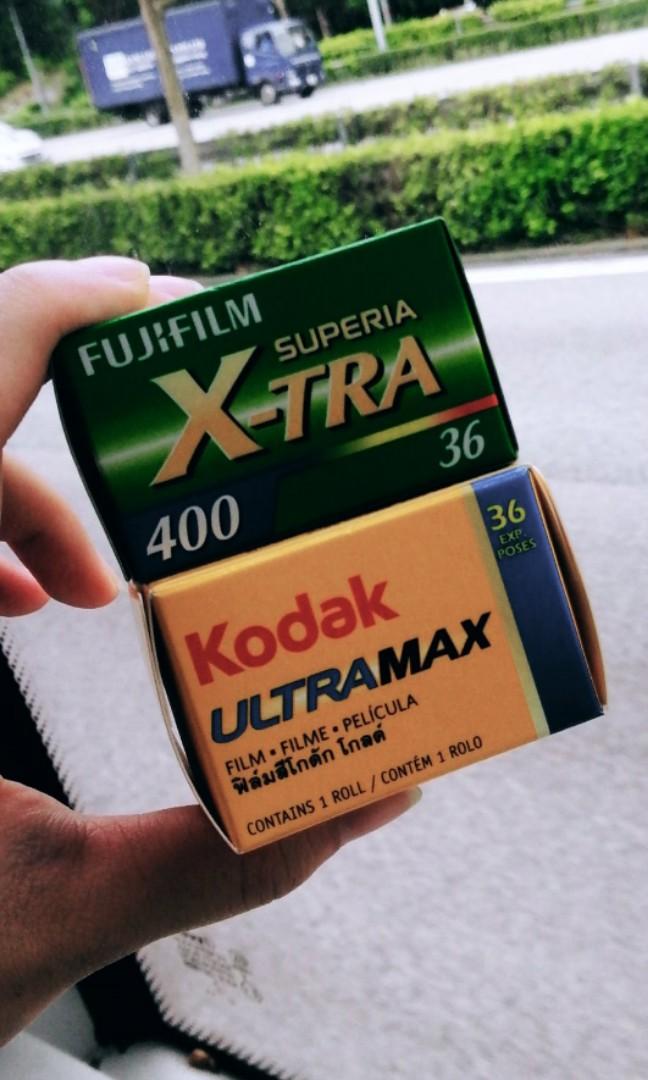 FUJIFILM
SUPERIA
X-TRA
36
400
36
EXP.
POSES
Kodak
ULTRAMAX
FILM • FILME • PELÍCULA
ฟิล์มสีโกดัก โกลด์
CONTAINS 1 ROLL / CONTÉM 1 ROLO